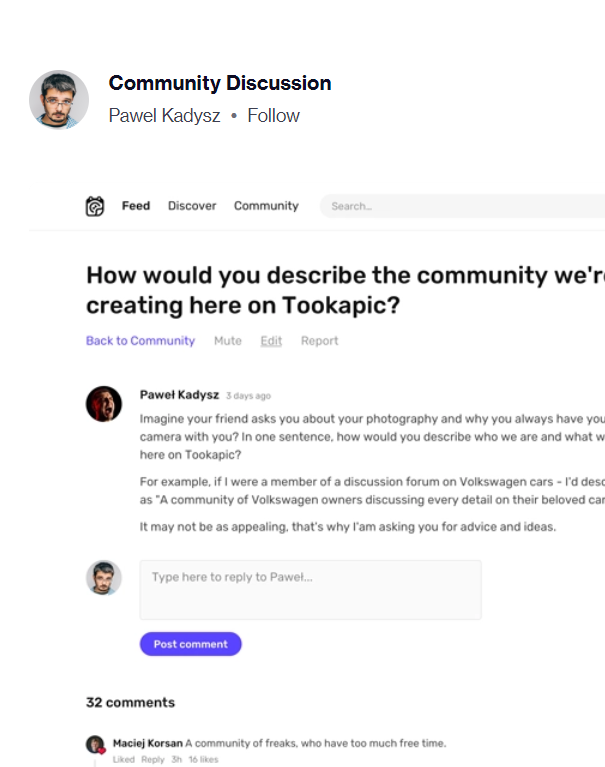 Community Discussion
Pawel Kadysz • Follow
Feed Discover Community Search...
How would you describe the community we'r
creating here on Tookapic?
Back to Community Mute Edit Report
Paweł Kadysz 3 days ago
Imagine your friend asks you about your photography and why you always have you
camera with you? In one sentence, how would you describe who we are and what w
here on Tookapic?
For example, if I were a member of a discussion forum on Volkswagen cars - I'd desc
as "A community of Volkswagen owners discussing every detail on their beloved car
It may not be as appealing, that's why I'am asking you for advice and ideas.
Type here to reply to Paweł...
Post comment
32 comments
Maciej Korsan A community of freaks, who have too much free time.
Liked Reply 3h 16 likes